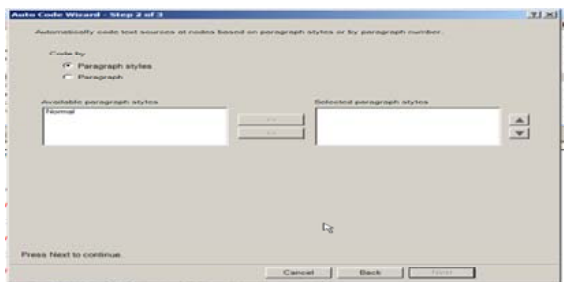 Auto Code Wizard - Step 2 of 3
Automatically code text sources at nodes based on paragraph styles or by paragraph number.
Code by
Paragraph styles
Paragraph
Available paragraph styles
Selected paragraph styles
Normal
>>
<<
Press Next to continue.
Cancel
Back
Next